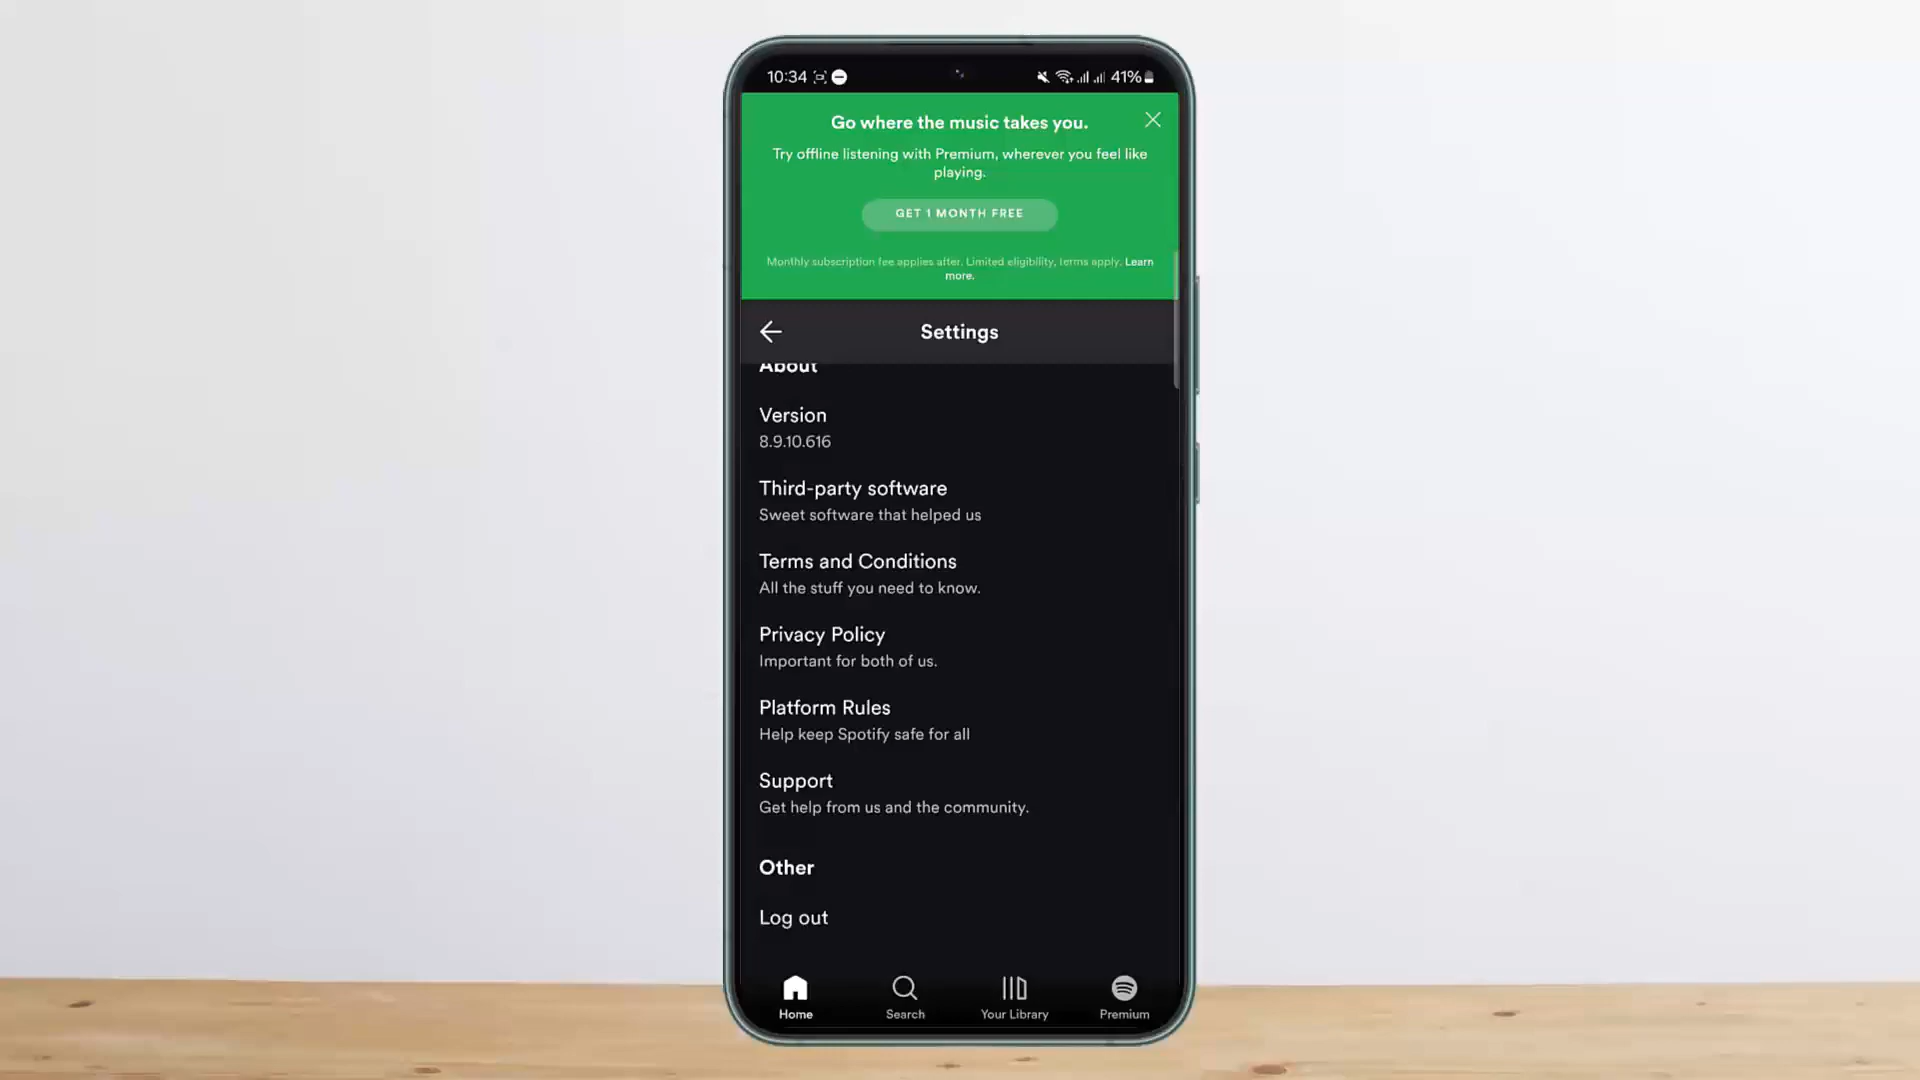 10:34
41%
Go where the music takes you.
Try offline listening with Premium, wherever you feel like
playing.
GET 1 MONTH FREE
Monthly subscription fee applies after. Limited eligibility, terms apply. Learn
more.
Settings
About
Version
8.9.10.616
Third-party software
Sweet software that helped us
Terms and Conditions
All the stuff you need to know.
Privacy Policy
Important for both of us.
Platform Rules
Help keep Spotify safe for all
Support
Get help from us and the community.
Other
Log out
Home
Search
Your Library
Premium